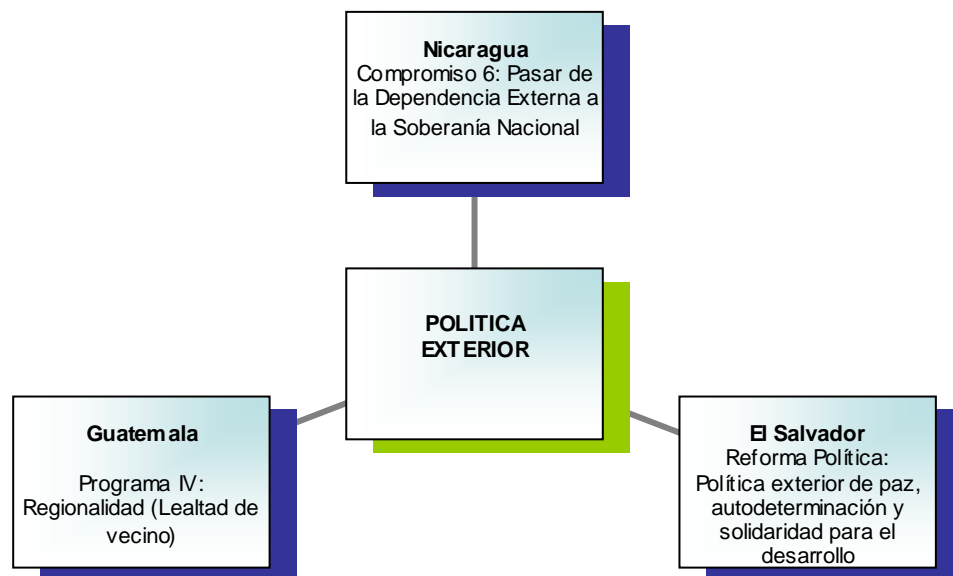 Nicaragua
Compromiso 6: Pasar de
la Dependencia Externa a
la Soberanía Nacional
POLITICA
EXTERIOR
Guatemala
Programa IV:
Regionalidad (Lealtad de
vecino)
El Salvador
Reforma Política:
Política exterior de paz,
autodeterminación y
solidaridad para el
desarrollo